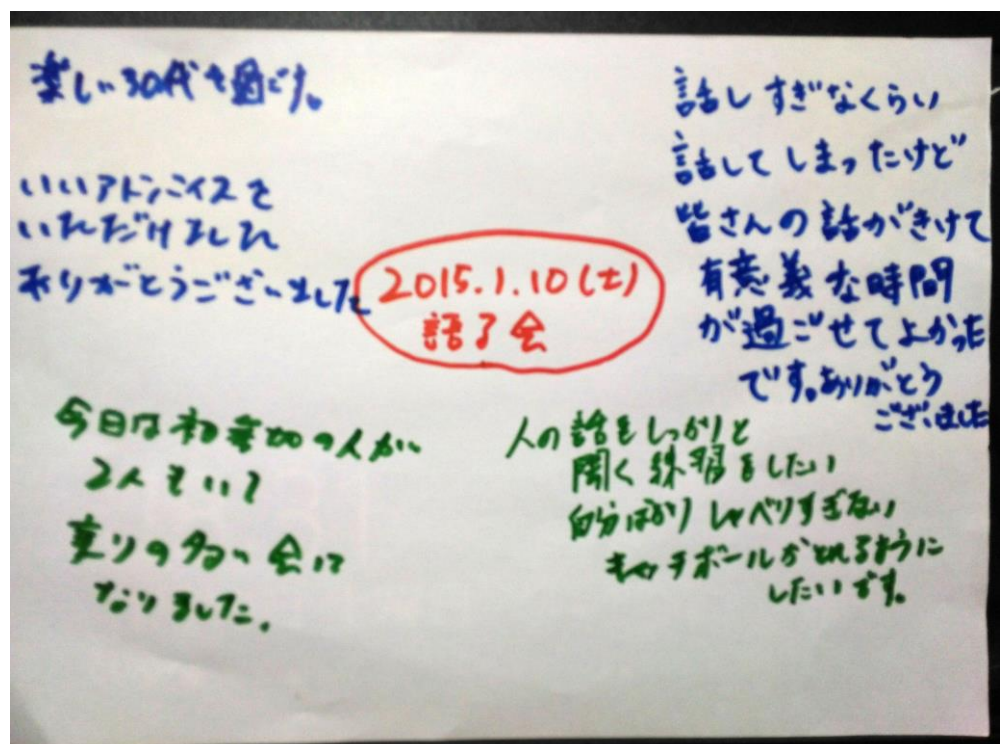 楽しい30代を過ごす。
いいアドバイスを
いただけました
ありがとうございました
2015.1.10(土)
語る会
話しすぎなくらい
話してしまったけど
皆さんの話がきけて
有意義な時間
が過ごせてよかった
です。ありがとう
ございました
今日は初参加の人が
2人もいて
実りの多い会に
なりました。
人の話をしっかりと
聞く練習をしたい
自分ばかりしゃべりすぎない
キャッチボールがとれるように
したいです。